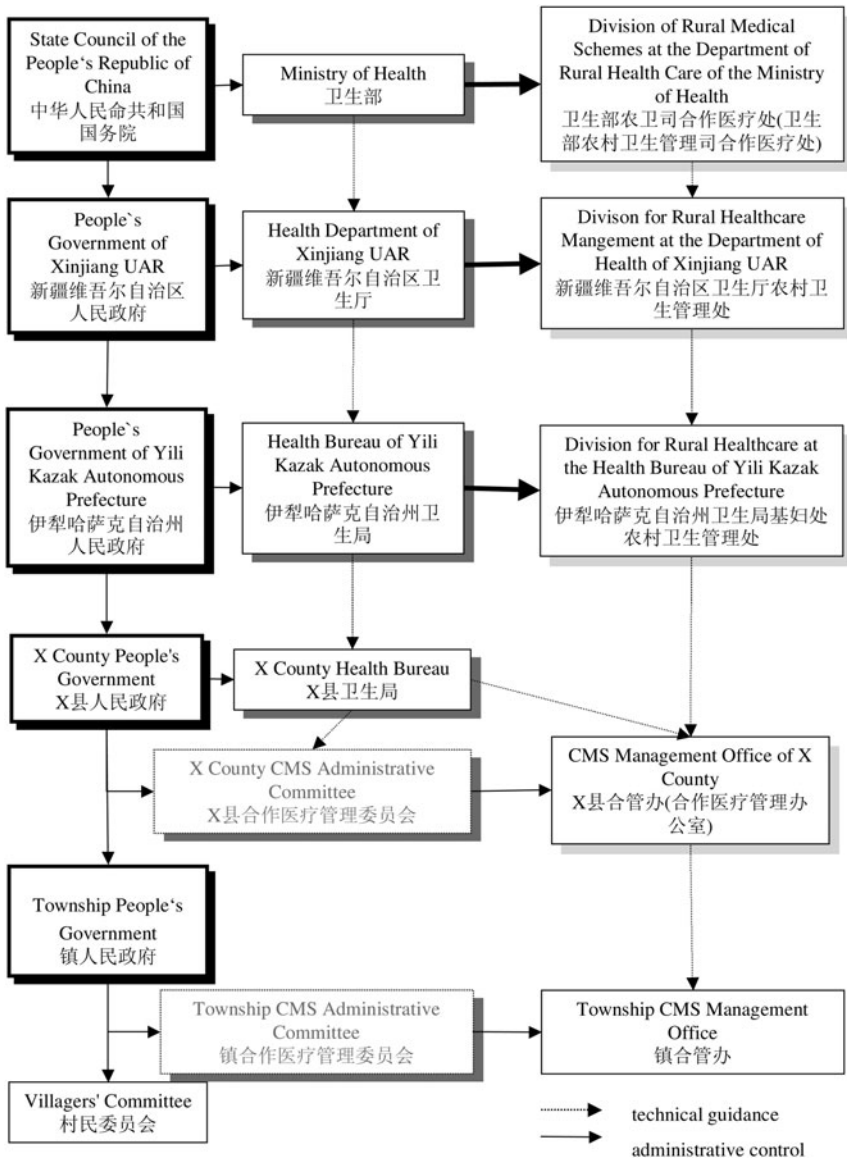 State Council of the
People‘s Republic of
China
中华人民命共和国
国务院
Ministry of Health
卫生部
Division of Rural Medical
Schemes at the Department of
Rural Health Care of the Ministry
of Health
卫生部农卫司合作医疗处(卫生
部农村卫生管理司合作医疗处)
People`s
Government of
Xinjiang UAR
新疆维吾尔自治区
人民政府
Health Department of
Xinjiang UAR
新疆维吾尔自治区卫
生厅
Divison for Rural Healthcare
Mangement at the Department of
Health of Xinjiang UAR
新疆维吾尔自治区卫生厅农村卫
生管理处
People`s
Government of Yili
Kazak Autonomous
Prefecture
伊犁哈萨克自治州
人民政府
Health Bureau of Yili
Kazak Autonomous
Prefecture
伊犁哈萨克自治州卫
生局
Division for Rural Healthcare at
the Health Bureau of Yili Kazak
Autonomous Prefecture
伊犁哈萨克自治州卫生局基妇处
农村卫生管理处
X County People's
Government
X县人民政府
X County Health Bureau
X县卫生局
X County CMS Administrative
Committee
X县合作医疗管理委员会
CMS Management Office of X
County
X县合管办(合作医疗管理办
公室)
Township People‘s
Government
镇人民政府
Township CMS Administrative
Committee
镇合作医疗管理委员会
Township CMS Management
Office
镇合管办
Villagers' Committee
村民委员会
technical guidance
administrative control